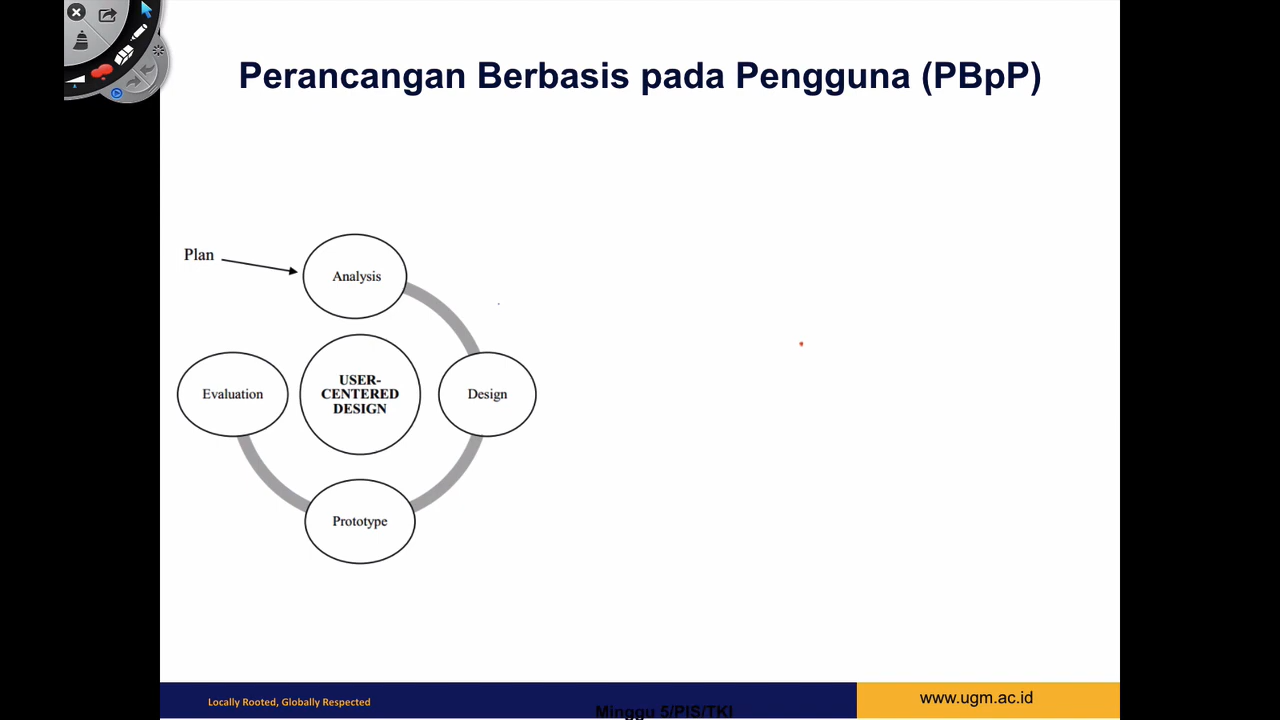 Perancangan Berbasis pada Pengguna (PBpP)
Plan
Analysis
Evaluation
USER-
CENTERED
DESIGN
Design
Prototype
Locally Rooted, Globally Respected
Minggu 5/PIS/TKI
www.ugm.ac.id